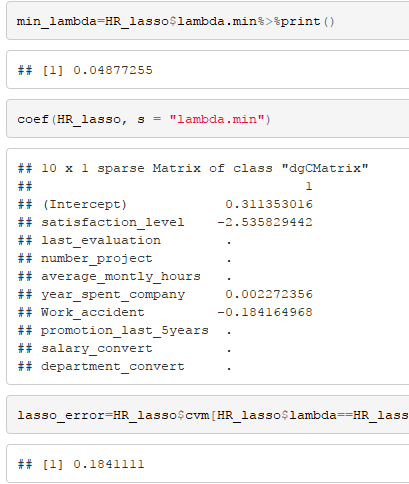 min_lambda=HR_lasso$lambda.min%>%print()
## [1] 0.04877255
coef(HR_lasso, s = "lambda.min")
## 10 x 1 sparse Matrix of class "dgCMatrix"
##                                  1
## (Intercept)            0.311353016
## satisfaction_level    -2.535829442
## last_evaluation        .
## number_project         .
## average_montly_hours   .
## year_spent_company     0.002272356
## Work_accident         -0.184164968
## promotion_last_5years  .
## salary_convert         .
## department_convert     .
lasso_error=HR_lasso$cvm[HR_lasso$lambda==HR_lass
## [1] 0.1841111